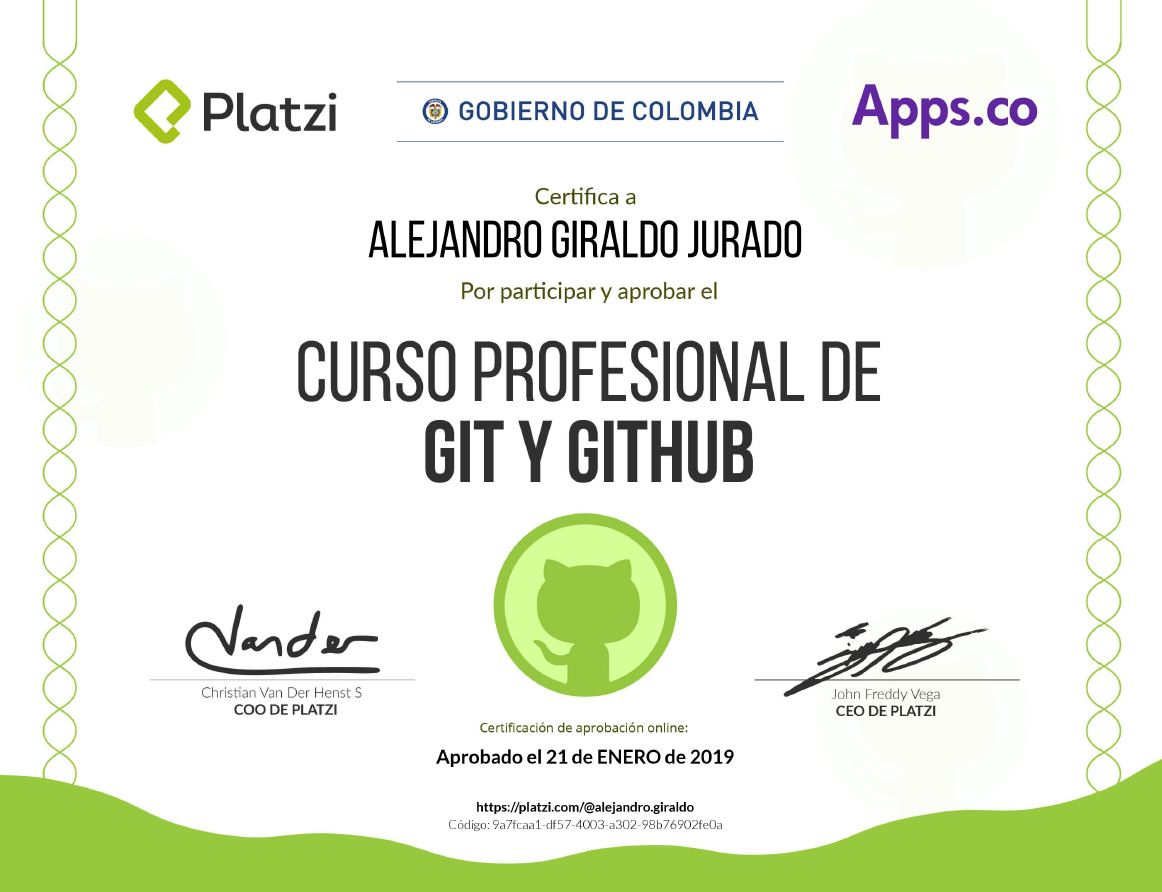 Platzi
GOBIERNO DE COLOMBIA
Apps.co
Certifica a
ALEJANDRO GIRALDO JURADO
Por participar y aprobar el
CURSO PROFESIONAL DE
GIT Y GITHUB
Vander
Christian Van Der Henst S
COO DE PLATZI
John Freddy Vega
CEO DE PLATZI
Certificación de aprobación online:
Aprobado el 21 de ENERO de 2019
https://platzi.com/@alejandro.giraldo
Código: 9a7fcaa1-df57-4003-a302-98b76902fe0a